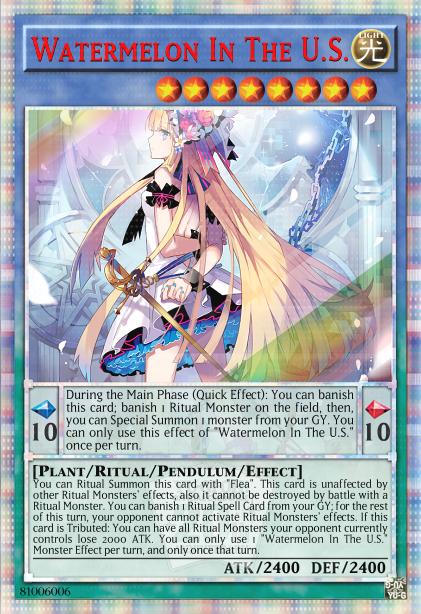 WATERMELON IN THE U.S.
LIGHT
光
During the Main Phase (Quick Effect): You can banish
this card; banish 1 Ritual Monster on the field, then,
you can Special Summon 1 monster from your GY. You
can only use this effect of "Watermelon In The U.S."
once per turn.
10
10
[PLANT/RITUAL/PENDULUM/EFFECT]
You can Ritual Summon this card with "Flea". This card is unaffected by
other Ritual Monsters' effects, also it cannot be destroyed by battle with a
Ritual Monster. You can banish 1 Ritual Spell Card from your GY; for the rest
of this turn, your opponent cannot activate Ritual Monsters' effects. If this
card is Tributed: You can have all Ritual Monsters your opponent currently
controls lose 2000 ATK. You can only use 1 "Watermelon In The U.S."
Monster Effect per turn, and only once that turn.
ATK/2400 DEF/2400
81006006